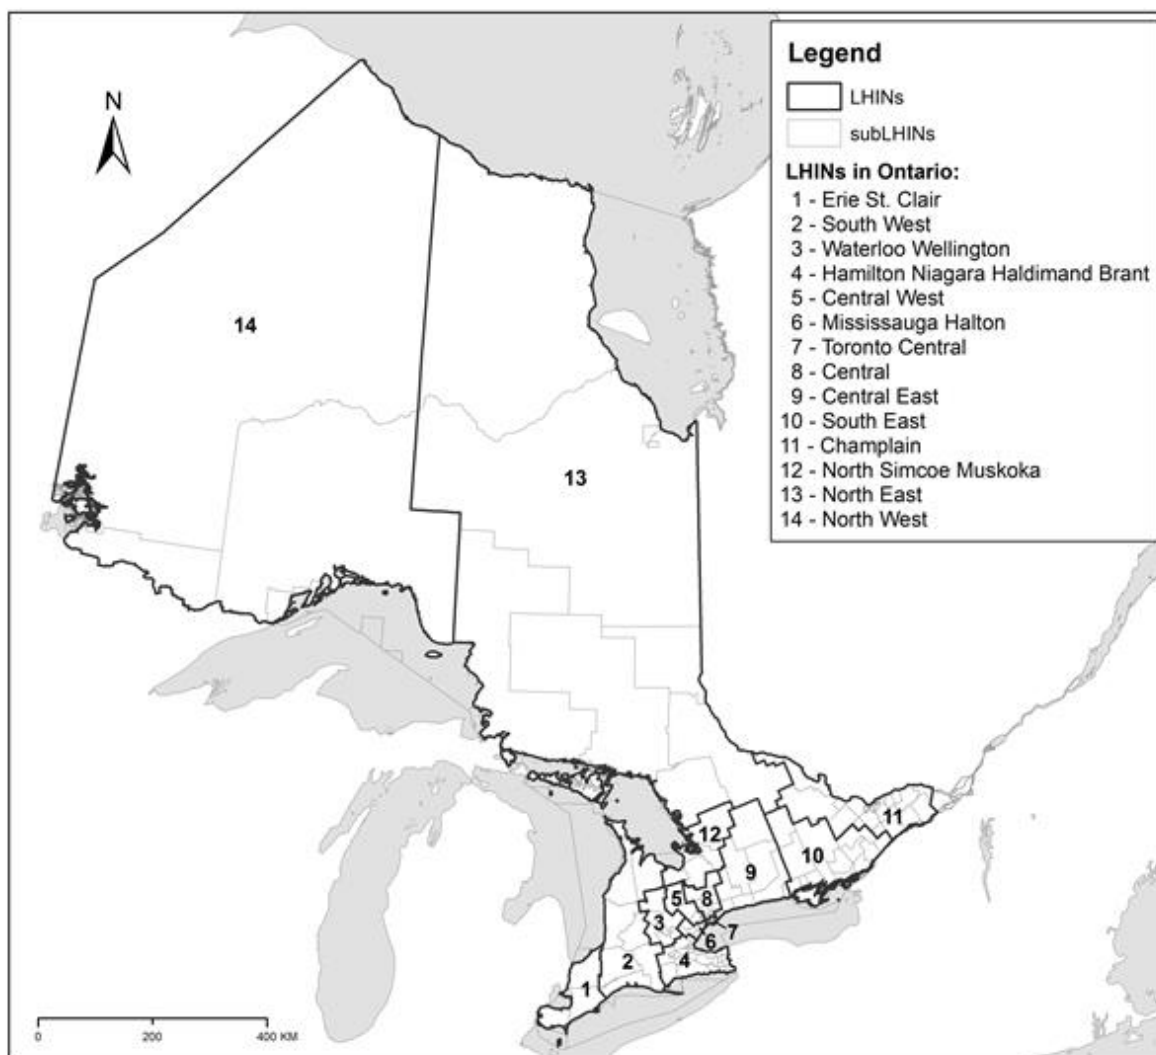 N
Legend
LHINs
subLHINs
LHINs in Ontario:
1 - Erie St. Clair
2 - South West
3 - Waterloo Wellington
4 - Hamilton Niagara Haldimand Brant
5 - Central West
6 - Mississauga Halton
7 - Toronto Central
8 - Central
9 - Central East
10 - South East
11 - Champlain
12 - North Simcoe Muskoka
13 - North East
14 - North West
14
13
12
11
10
9
5
8
3
7
6
4
2
1
0 200 400 KM